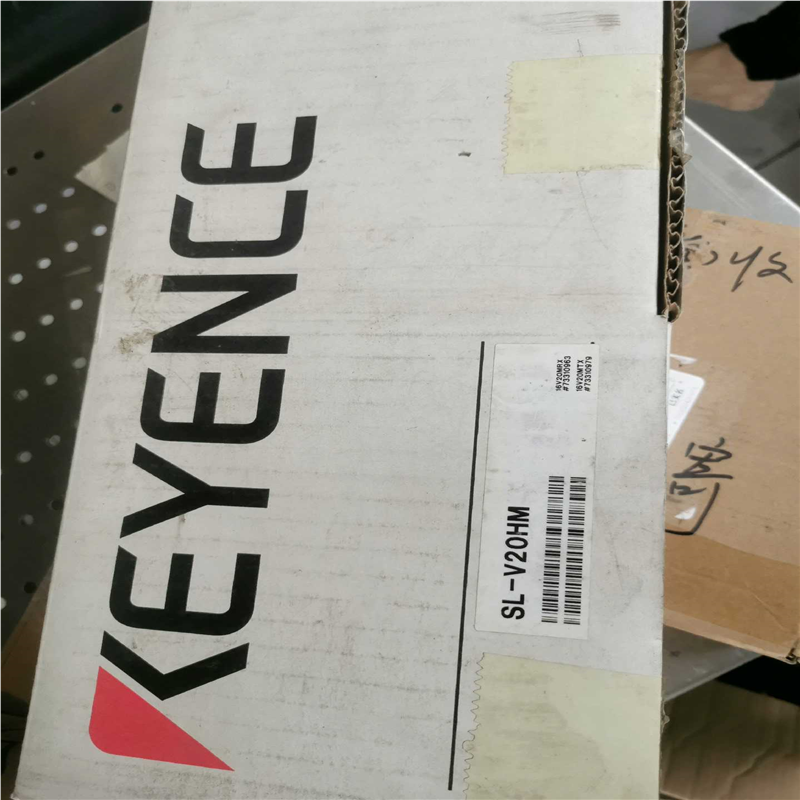 KEYENCE
SL-V20HM
16V20MRX
#73310963
16V20MTX
#73310979